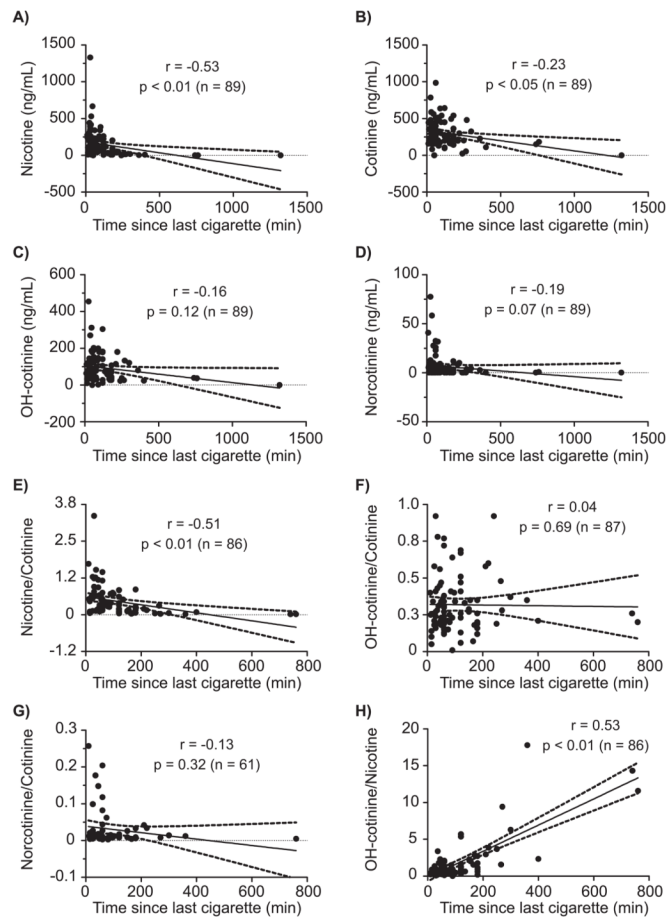 A)
r = -0.53
p < 0.01 (n = 89)
1500
1000
500
0
-500
Nicotine (ng/mL)
0
500
1000
1500
Time since last cigarette (min)
B)
r = -0.23
p < 0.05 (n = 89)
1500
1000
500
0
-500
Cotinine (ng/mL)
0
500
1000
1500
Time since last cigarette (min)
C)
r = -0.16
p = 0.12 (n = 89)
600
400
200
0
-200
OH-cotinine (ng/mL)
0
500
1000
1500
Time since last cigarette (min)
D)
r = -0.19
p = 0.07 (n = 89)
100
50
0
-50
Norcotinine (ng/mL)
0
500
1000
1500
Time since last cigarette (min)
E)
r = -0.51
p < 0.01 (n = 86)
3.8
2.5
1.2
0
-1.2
Nicotine/Cotinine
0
200
400
600
800
Time since last cigarette (min)
F)
r = 0.04
p = 0.69 (n = 87)
1.0
0.8
0.5
0.3
0.0
OH-cotinine/Cotinine
0
200
400
600
800
Time since last cigarette (min)
G)
r = -0.13
p = 0.32 (n = 61)
0.3
0.2
0.1
0
-0.1
Norcotinine/Cotinine
0
200
400
600
800
Time since last cigarette (min)
H)
r = 0.53
p < 0.01 (n = 86)
20
15
10
5
0
OH-cotinine/Nicotine
0
200
400
600
800
Time since last cigarette (min)